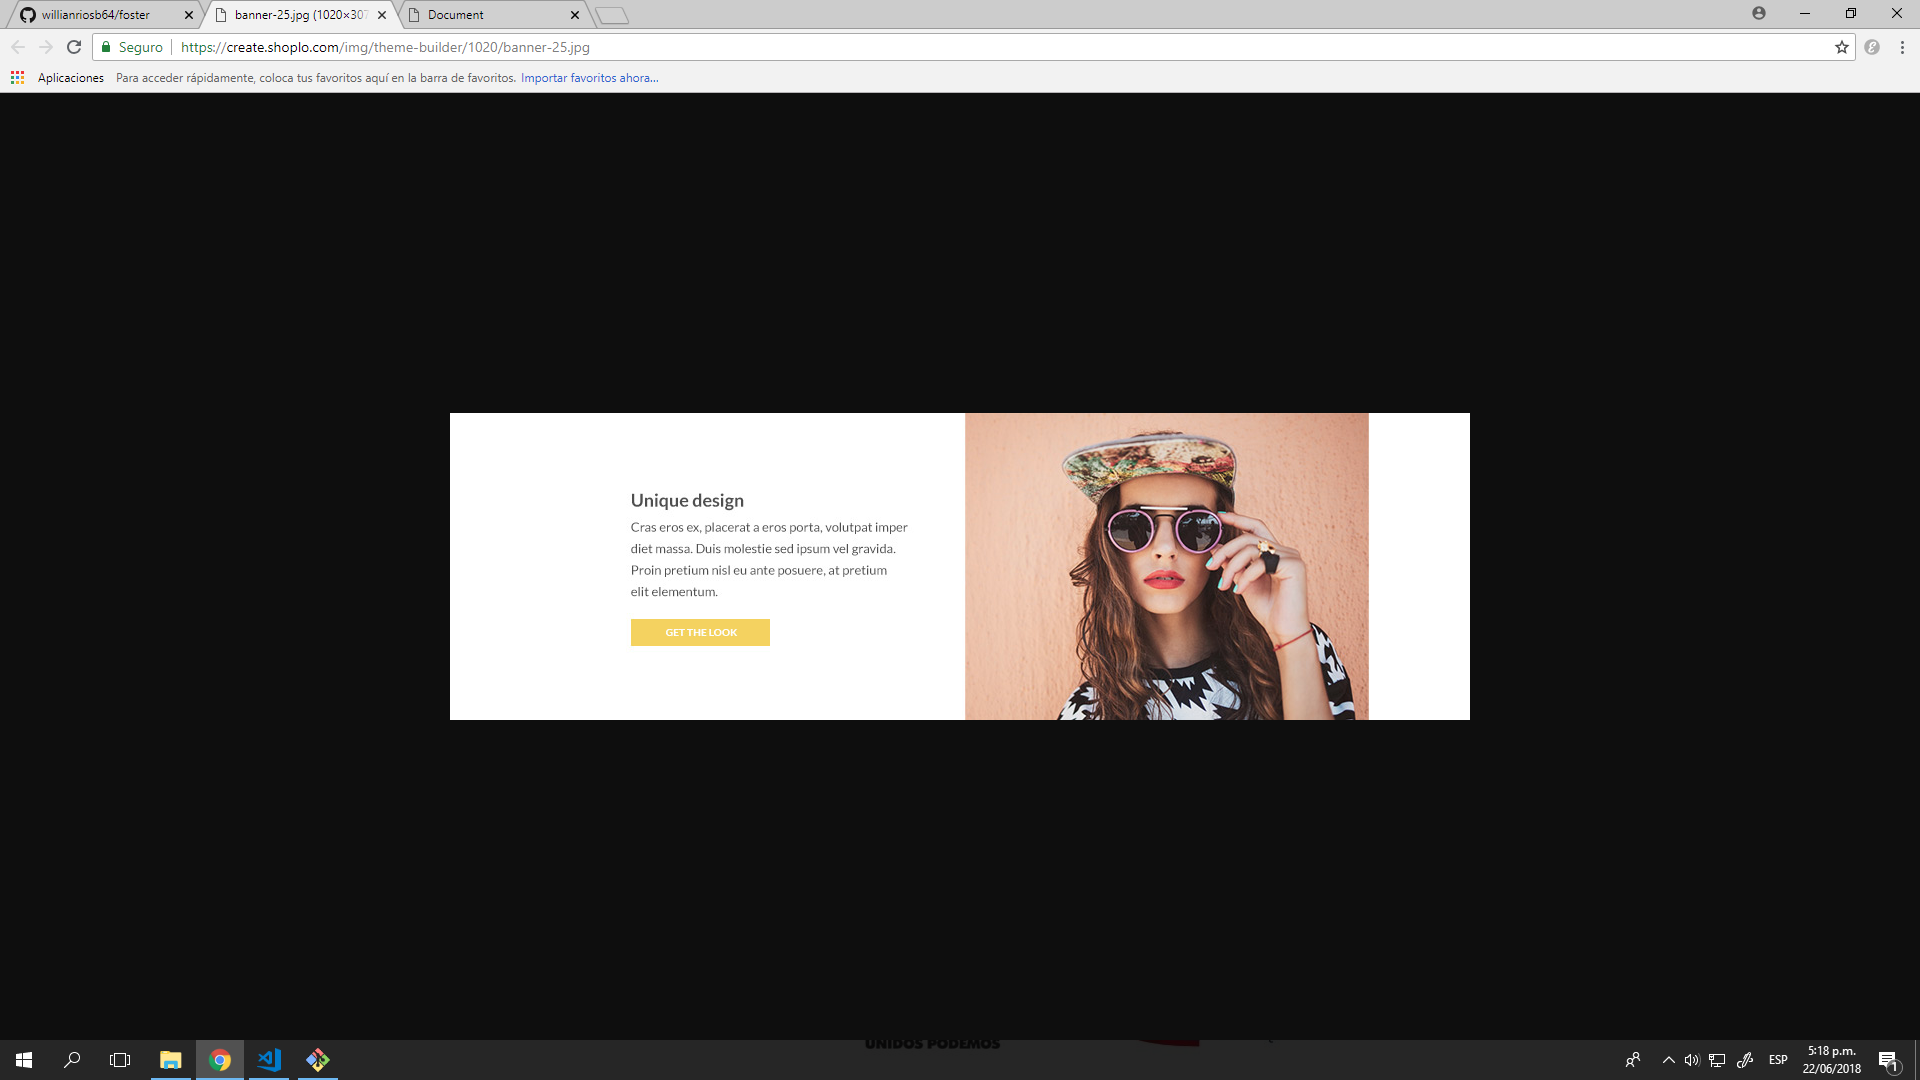 willianriosb64/foster
banner-25.jpg (1020×307
Document
Seguro
https://create.shoplo.com/img/theme-builder/1020/banner-25.jpg
Aplicaciones
Para acceder rápidamente, coloca tus favoritos aquí en la barra de favoritos. Importar favoritos ahora...
Unique design
Cras eros ex, placerat a eros porta, volutpat imper
diet massa. Duis molestie sed ipsum vel gravida.
Proin pretium nisl eu ante posuere, at pretium
elit elementum.
GET THE LOOK
UNIDOS PODEMOS
ESP
5:18 p.m.
22/06/2018
1